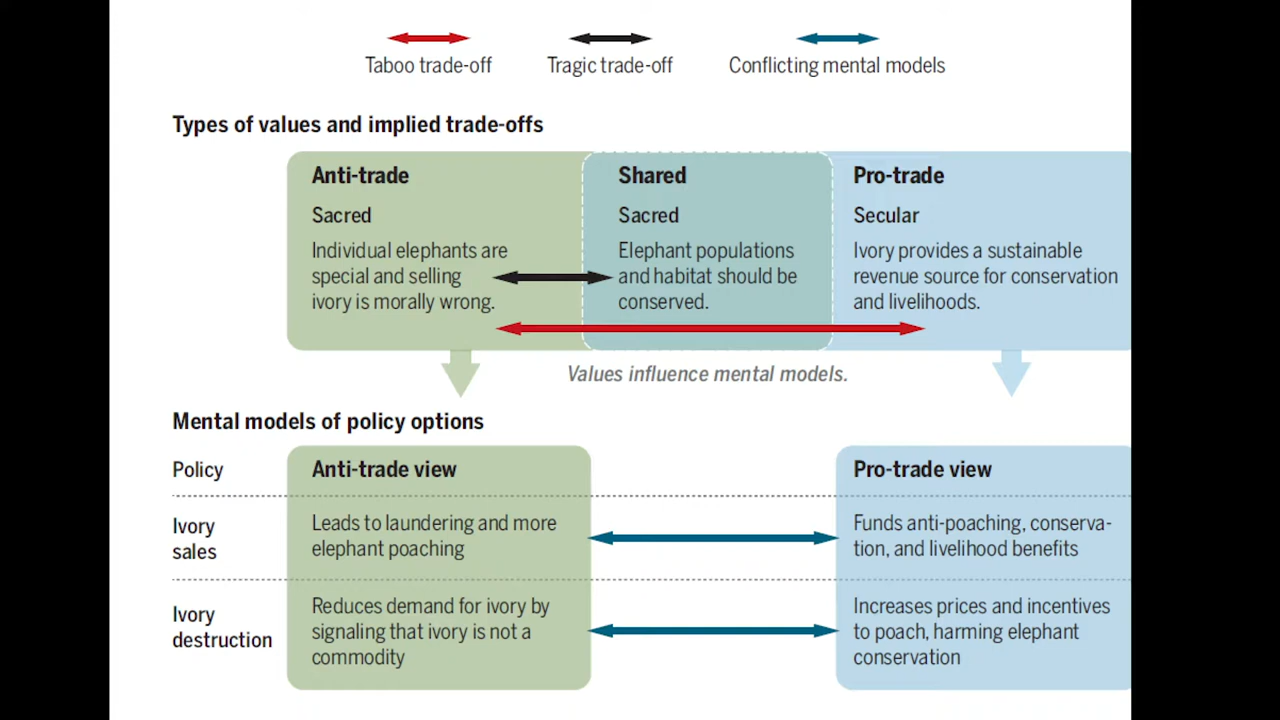 Taboo trade-off
Tragic trade-off
Conflicting mental models
Types of values and implied trade-offs
Anti-trade
Sacred
Individual elephants are
special and selling
ivory is morally wrong.
Shared
Sacred
Elephant populations
and habitat should be
conserved.
Pro-trade
Secular
Ivory provides a sustainable
revenue source for conservation
and livelihoods.
Values influence mental models.
Mental models of policy options
Policy
Anti-trade view
Pro-trade view
Ivory
sales
Leads to laundering and more
elephant poaching
Funds anti-poaching, conserva-
tion, and livelihood benefits
Ivory
destruction
Reduces demand for ivory by
signaling that ivory is not a
commodity
Increases prices and incentives
to poach, harming elephant
conservation